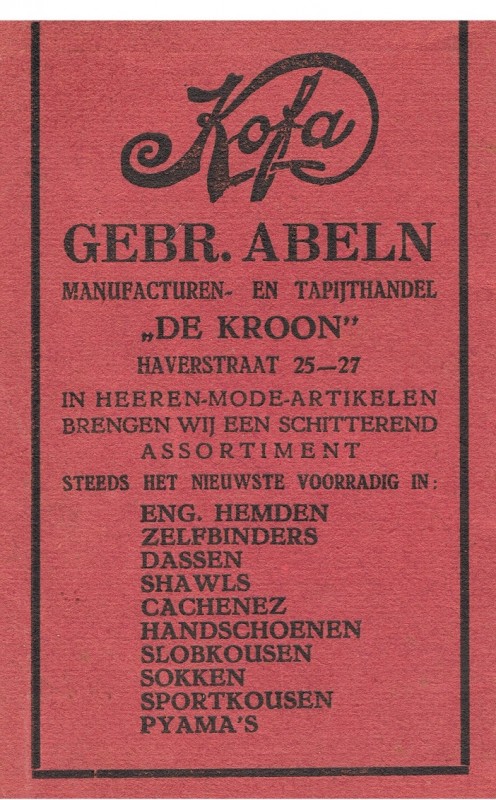 Kofa
GEBR. ABELN
MANUFACTUREN- EN TAPIJTHANDEL
„DE KROON”
HAVERSTRAAT 25—27
IN HEEREN-MODE-ARTIKELEN
BRENGEN WIJ EEN SCHITTEREND
ASSORTIMENT
STEEDS HET NIEUWSTE VOORRADIG IN:
ENG. HEMDEN
ZELFBINDERS
DASSEN
SHAWLS
CACHENEZ
HANDSCHOENEN
SLOBKOUSEN
SOKKEN
SPORTKOUSEN
PYAMA'S